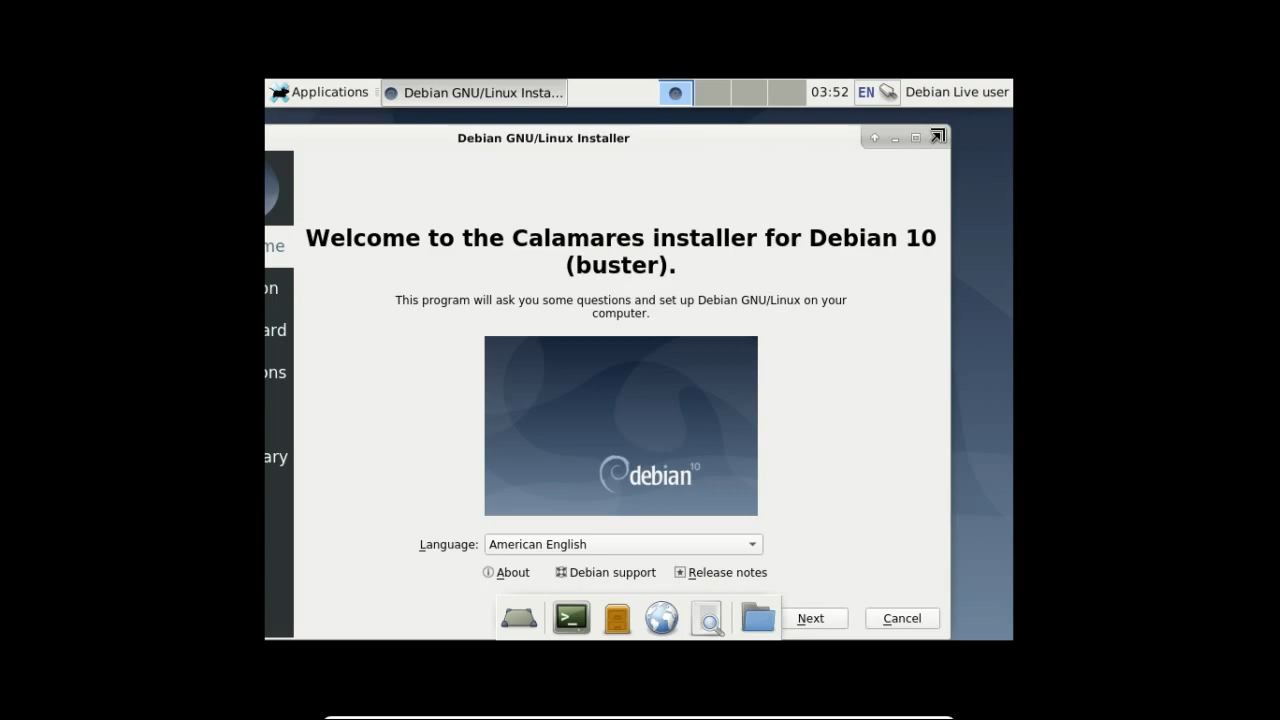 Applications
Debian GNU/Linux Insta...
03:52
EN
Debian Live user
Debian GNU/Linux Installer
Welcome to the Calamares installer for Debian 10
(buster).
me
on
ard
ons
ary
This program will ask you some questions and set up Debian GNU/Linux on your
computer.
debian 10
Language: American English
About
Debian support
Release notes
Next
Cancel